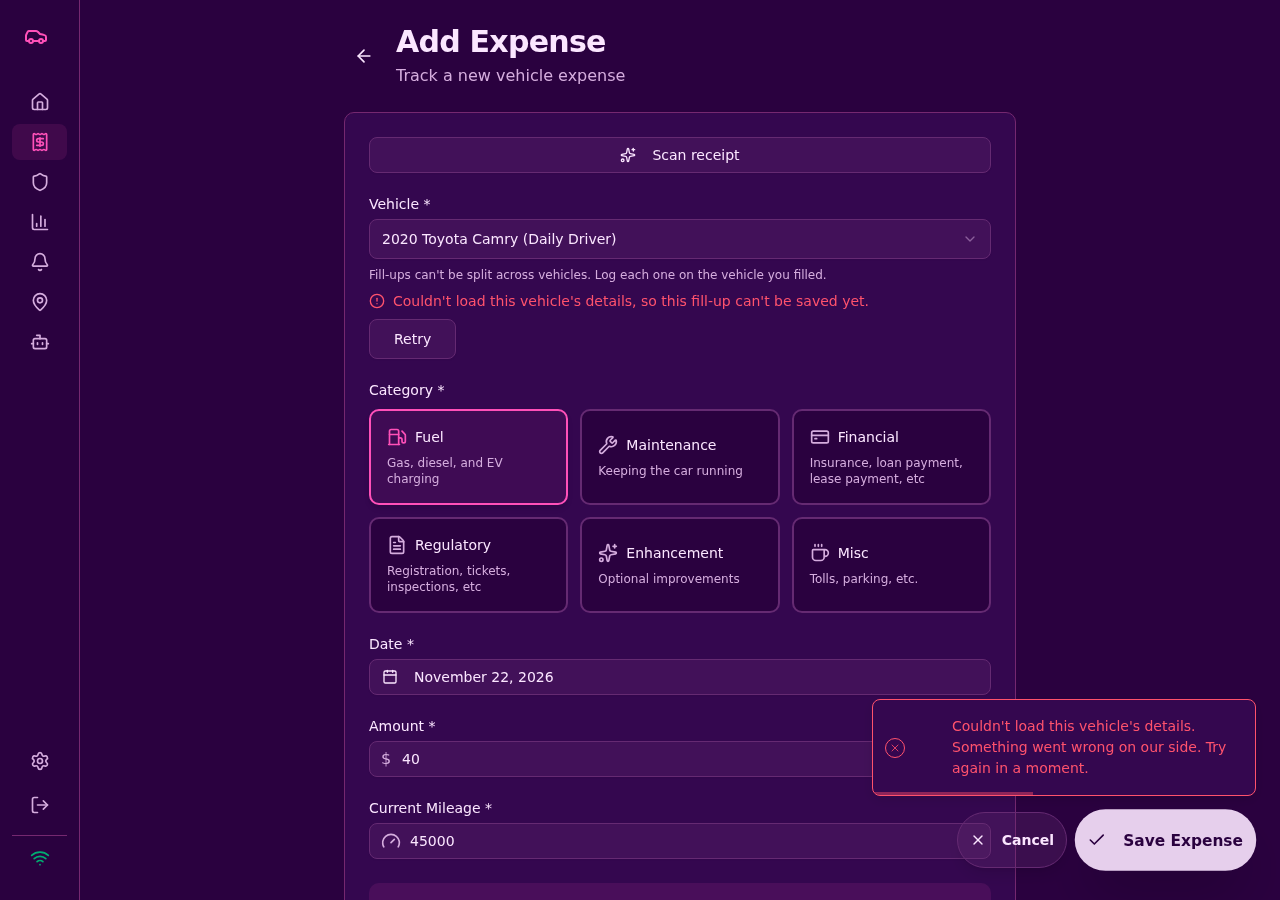 Add Expense
Track a new vehicle expense
Scan receipt
Vehicle *
2020 Toyota Camry (Daily Driver)
Fill-ups can't be split across vehicles. Log each one on the vehicle you filled.
Couldn't load this vehicle's details, so this fill-up can't be saved yet.
Retry
Category *
Fuel
Gas, diesel, and EV
charging
Maintenance
Keeping the car running
Financial
Insurance, loan payment,
lease payment, etc
Regulatory
Registration, tickets,
inspections, etc
Enhancement
Optional improvements
Misc
Tolls, parking, etc.
Date *
November 22, 2026
Amount *
$ 40
Couldn't load this vehicle's details.
Something went wrong on our side. Try
again in a moment.
Current Mileage *
45000
Cancel
Save Expense